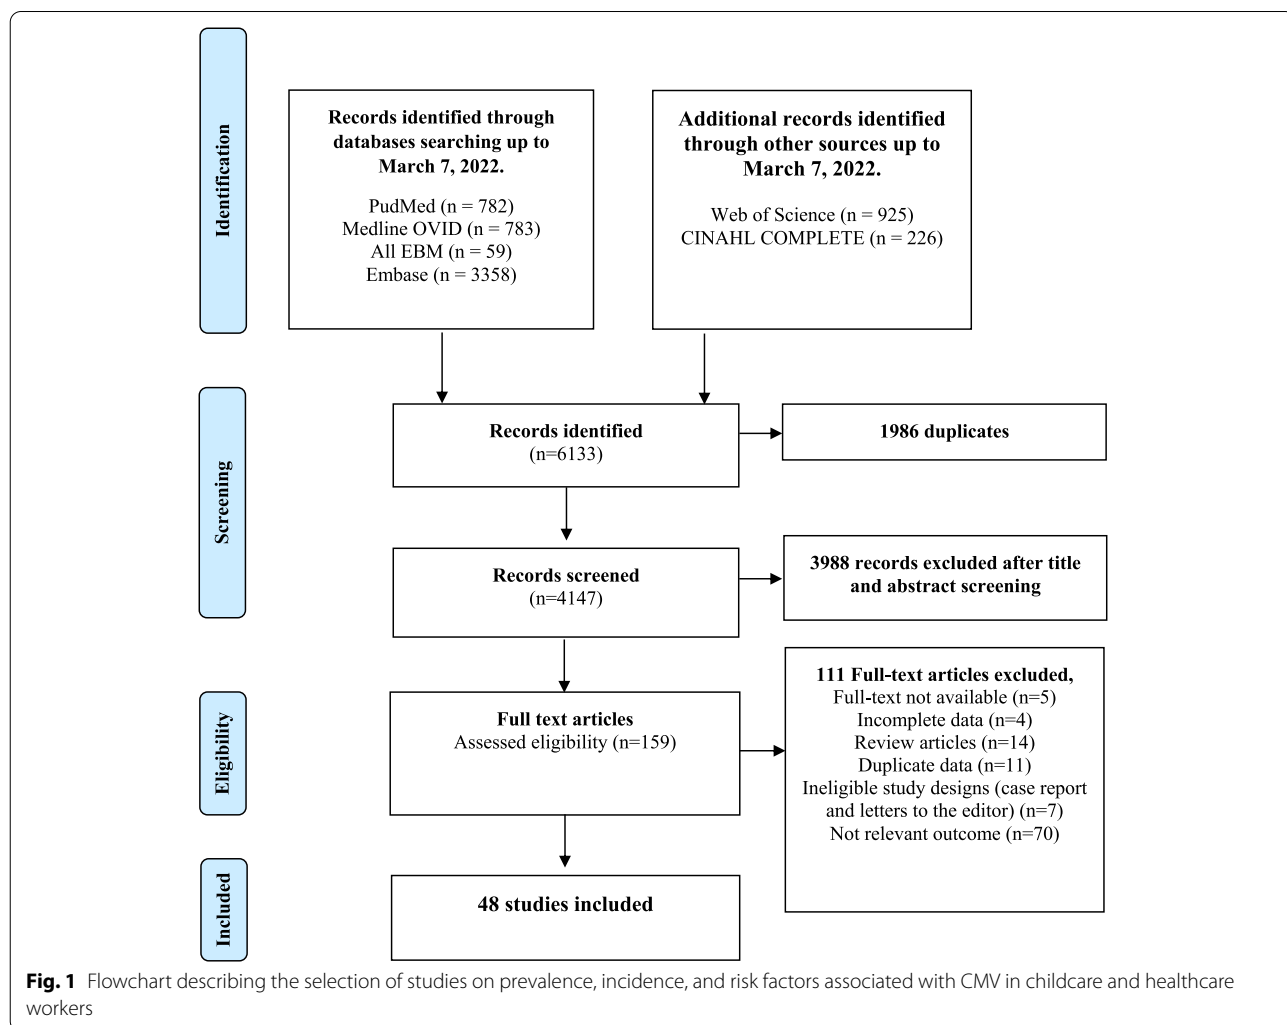 Identification
Records identified through
databases searching up to
March 7, 2022.
PudMed (n = 782)
Medline OVID (n = 783)
All EBM (n = 59)
Embase (n = 3358)
Additional records identified
through other sources up to
March 7, 2022.
Web of Science (n = 925)
CINAHL COMPLETE (n = 226)
Screening
Records identified
(n=6133)
1986 duplicates
Records screened
(n=4147)
3988 records excluded after title
and abstract screening
Eligibility
Full text articles
Assessed eligibility (n=159)
111 Full-text articles excluded,
Full-text not available (n=5)
Incomplete data (n=4)
Review articles (n=14)
Duplicate data (n=11)
Ineligible study designs (case report
and letters to the editor) (n=7)
Not relevant outcome (n=70)
Included
48 studies included
Fig. 1 Flowchart describing the selection of studies on prevalence, incidence, and risk factors associated with CMV in childcare and healthcare
workers